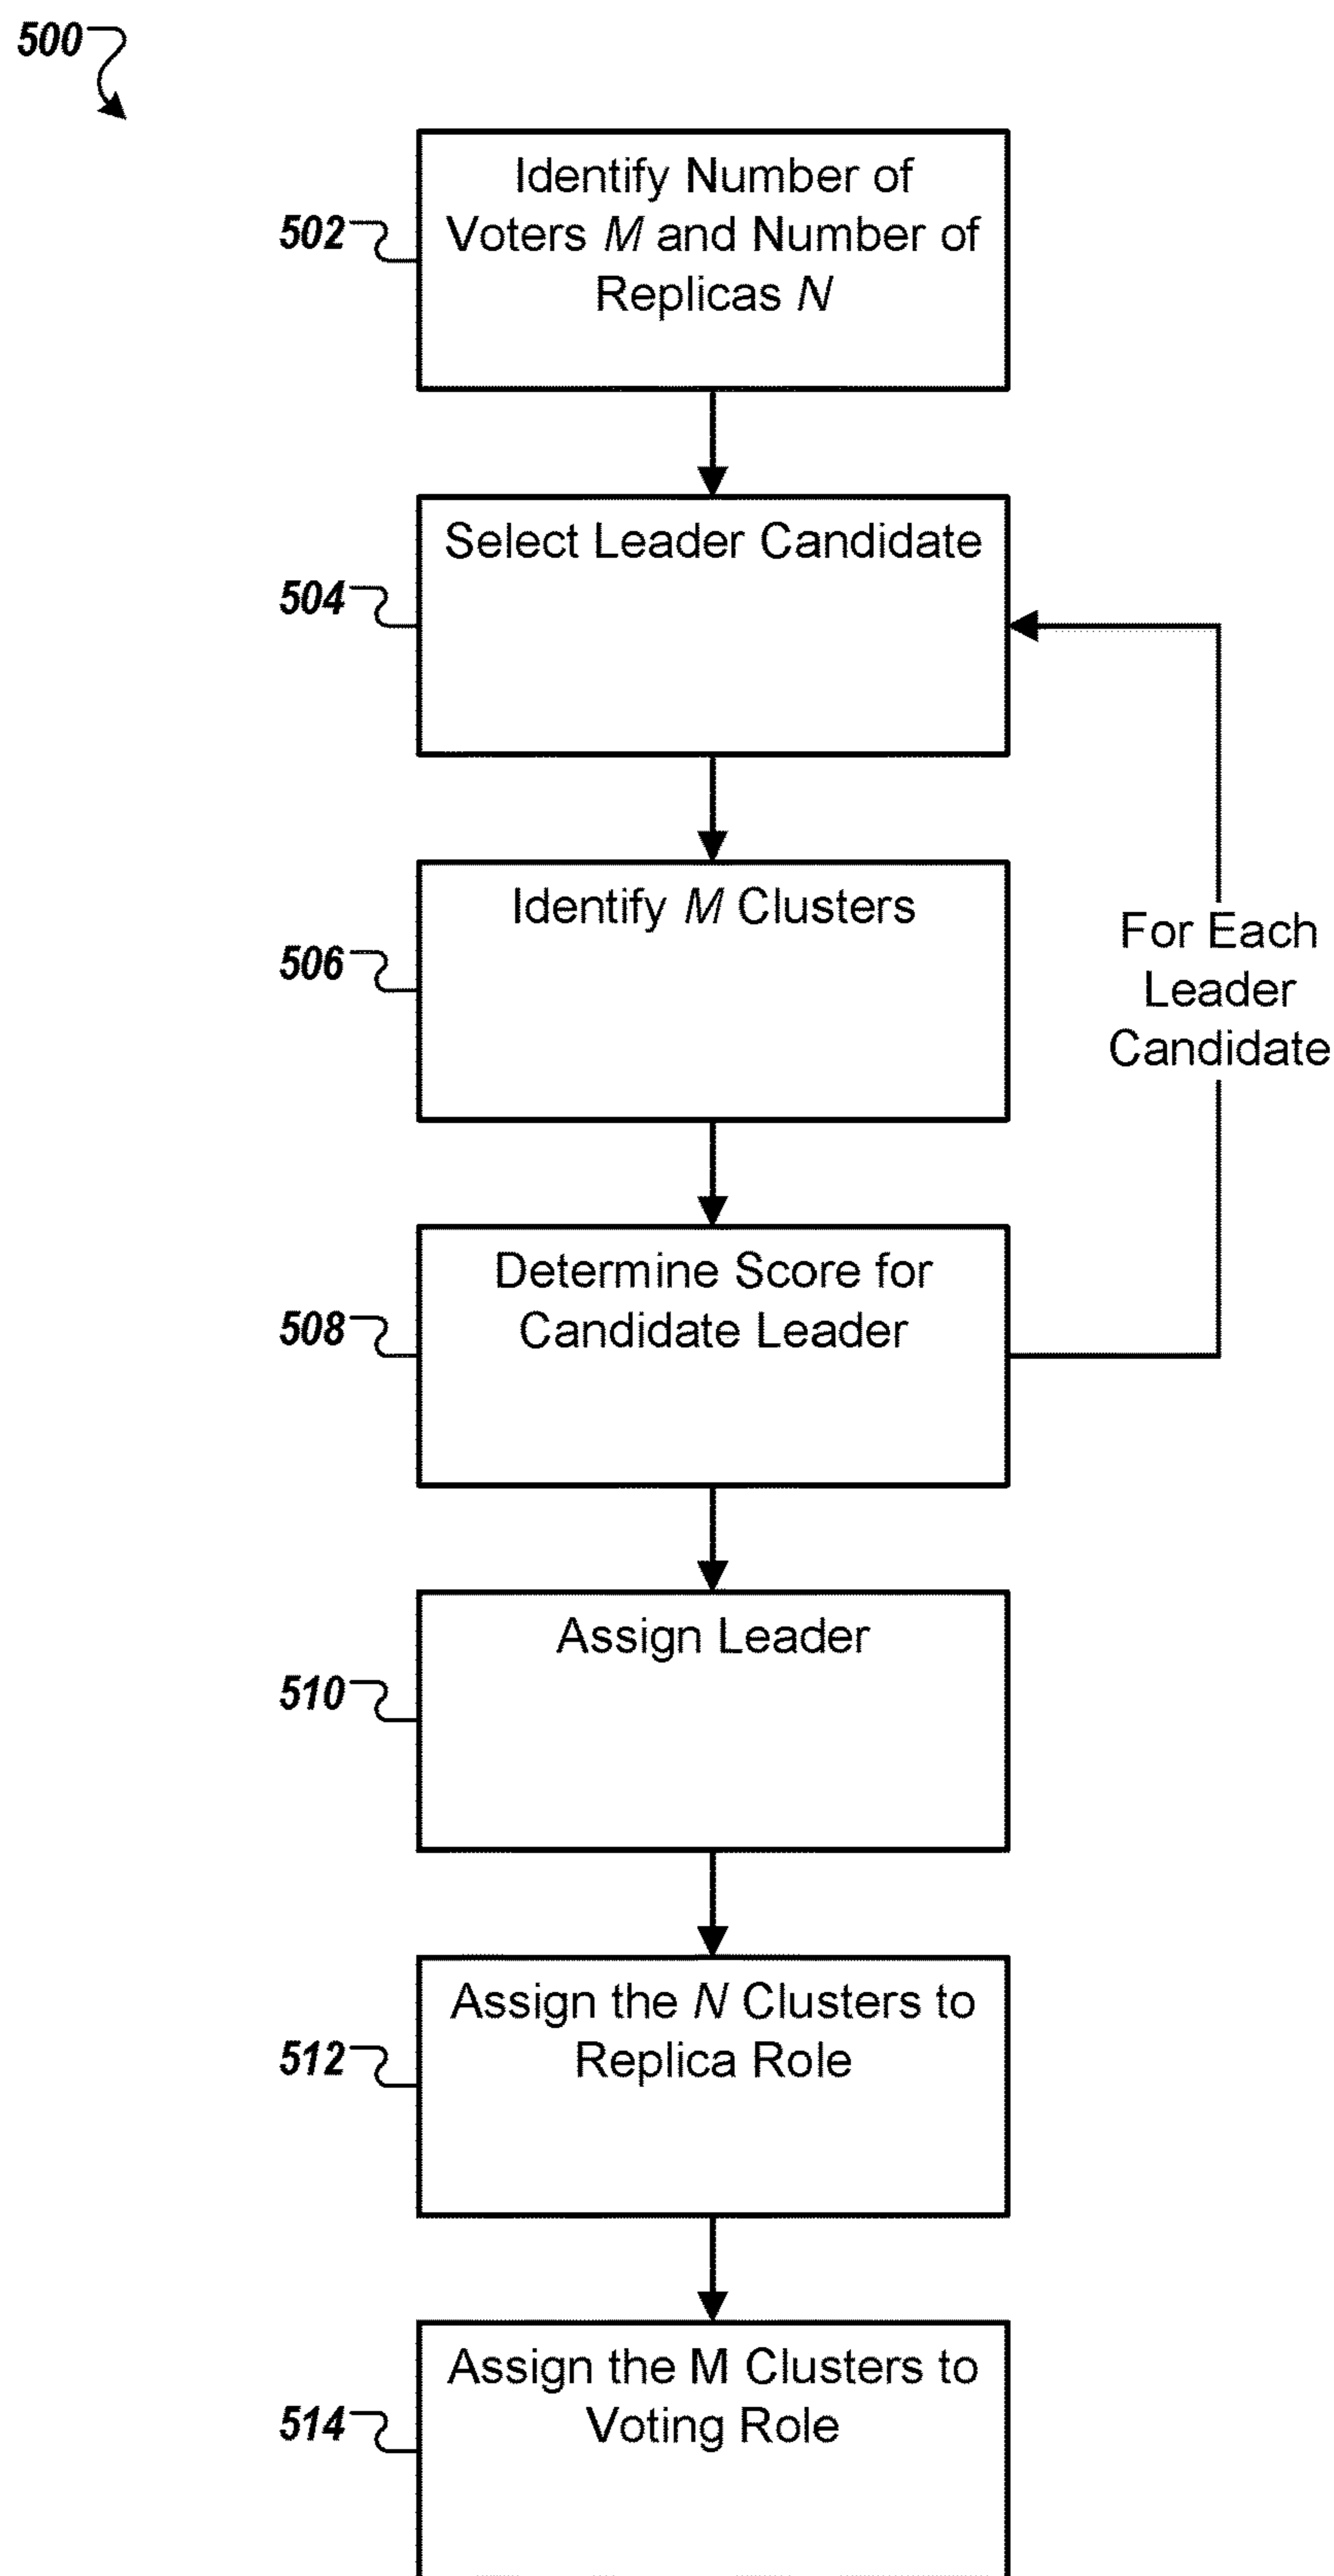 500
502
Identify Number of
Voters M and Number of
Replicas N
504
Select Leader Candidate
506
Identify M Clusters
For Each
Leader
Candidate
508
Determine Score for
Candidate Leader
510
Assign Leader
512
Assign the N Clusters to
Replica Role
514
Assign the M Clusters to
Voting Role